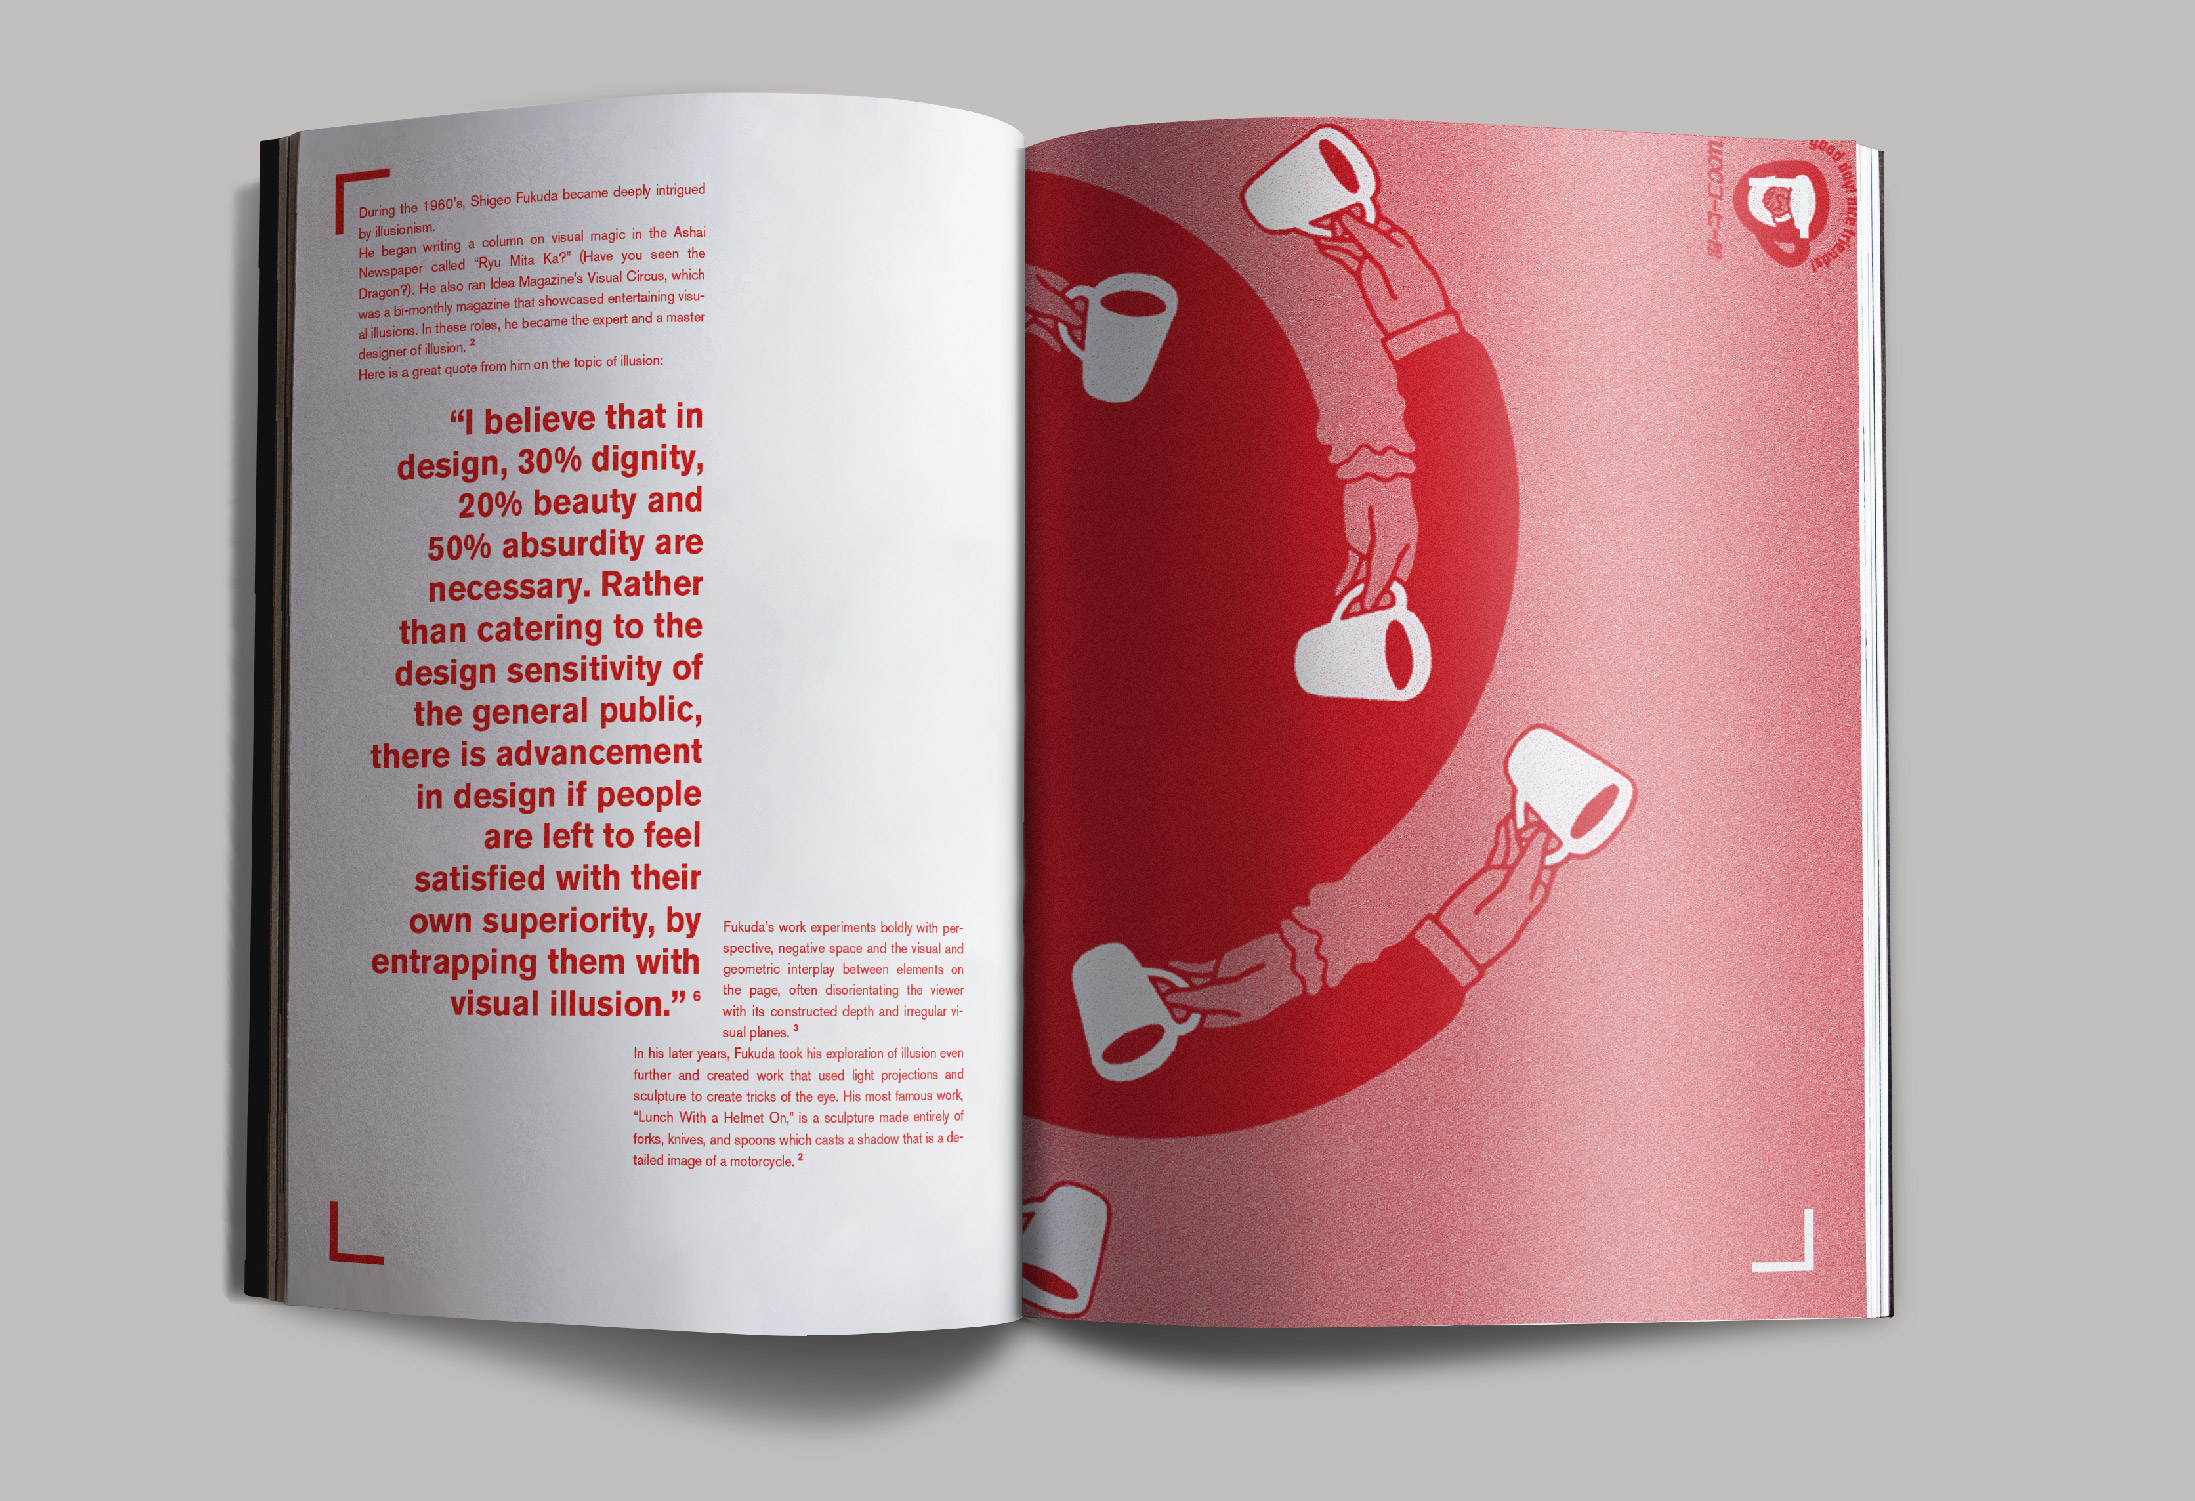 During the 1960's, Shigeo Fukuda became deeply intrigued
by illusionism.
He began writing a column on visual magic in the Ashai
Newspaper called “Ryu Mita Ka?” (Have you seen the
Dragon?). He also ran Idea Magazine's Visual Circus, which
was a bi-monthly magazine that showcased entertaining visu-
al illusions. In these roles, he became the expert and a master
designer of illusion. 2
Here is a great quote from him on the topic of illusion:
“I believe that in
design, 30% dignity,
20% beauty and
50% absurdity are
necessary. Rather
than catering to the
design sensitivity of
the general public,
there is advancement
in design if people
are left to feel
satisfied with their
own superiority, by
entrapping them with
visual illusion.” 6
Fukuda's work experiments boldly with per-
spective, negative space and the visual and
geometric interplay between elements on
the page, often disorientating the viewer
with its constructed depth and irregular vi-
sual planes. 3
In his later years, Fukuda took his exploration of illusion even
further and created work that used light projections and
sculpture to create tricks of the eye. His most famous work,
“Lunch With a Helmet On,” is a sculpture made entirely of
forks, knives, and spoons which casts a shadow that is a de-
tailed image of a motorcycle. 2
friends!